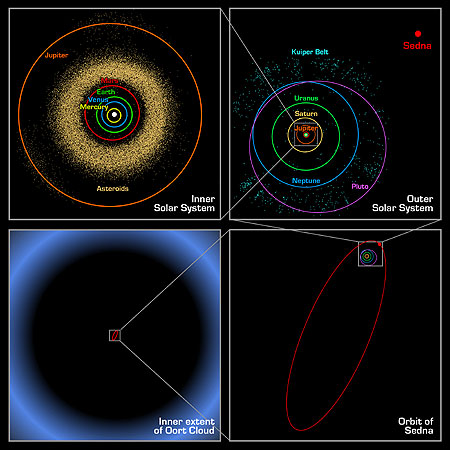 Jupiter
Mars
Earth
Venus
Mercury
Asteroids
Inner
Solar System
Sedna
Kuiper Belt
Uranus
Saturn
Jupiter
Neptune
Pluto
Outer
Solar System
Inner extent
of Oort Cloud
Orbit of
Sedna